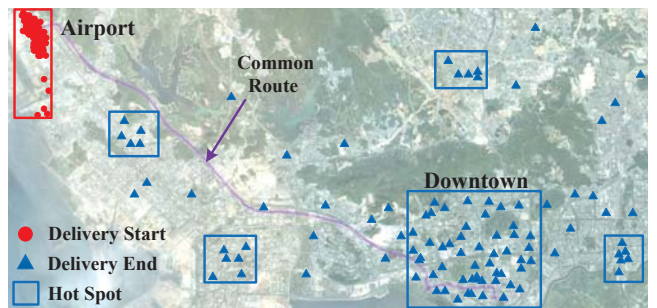 Airport
Common
Route
Downtown
Delivery Start
Delivery End
Hot Spot